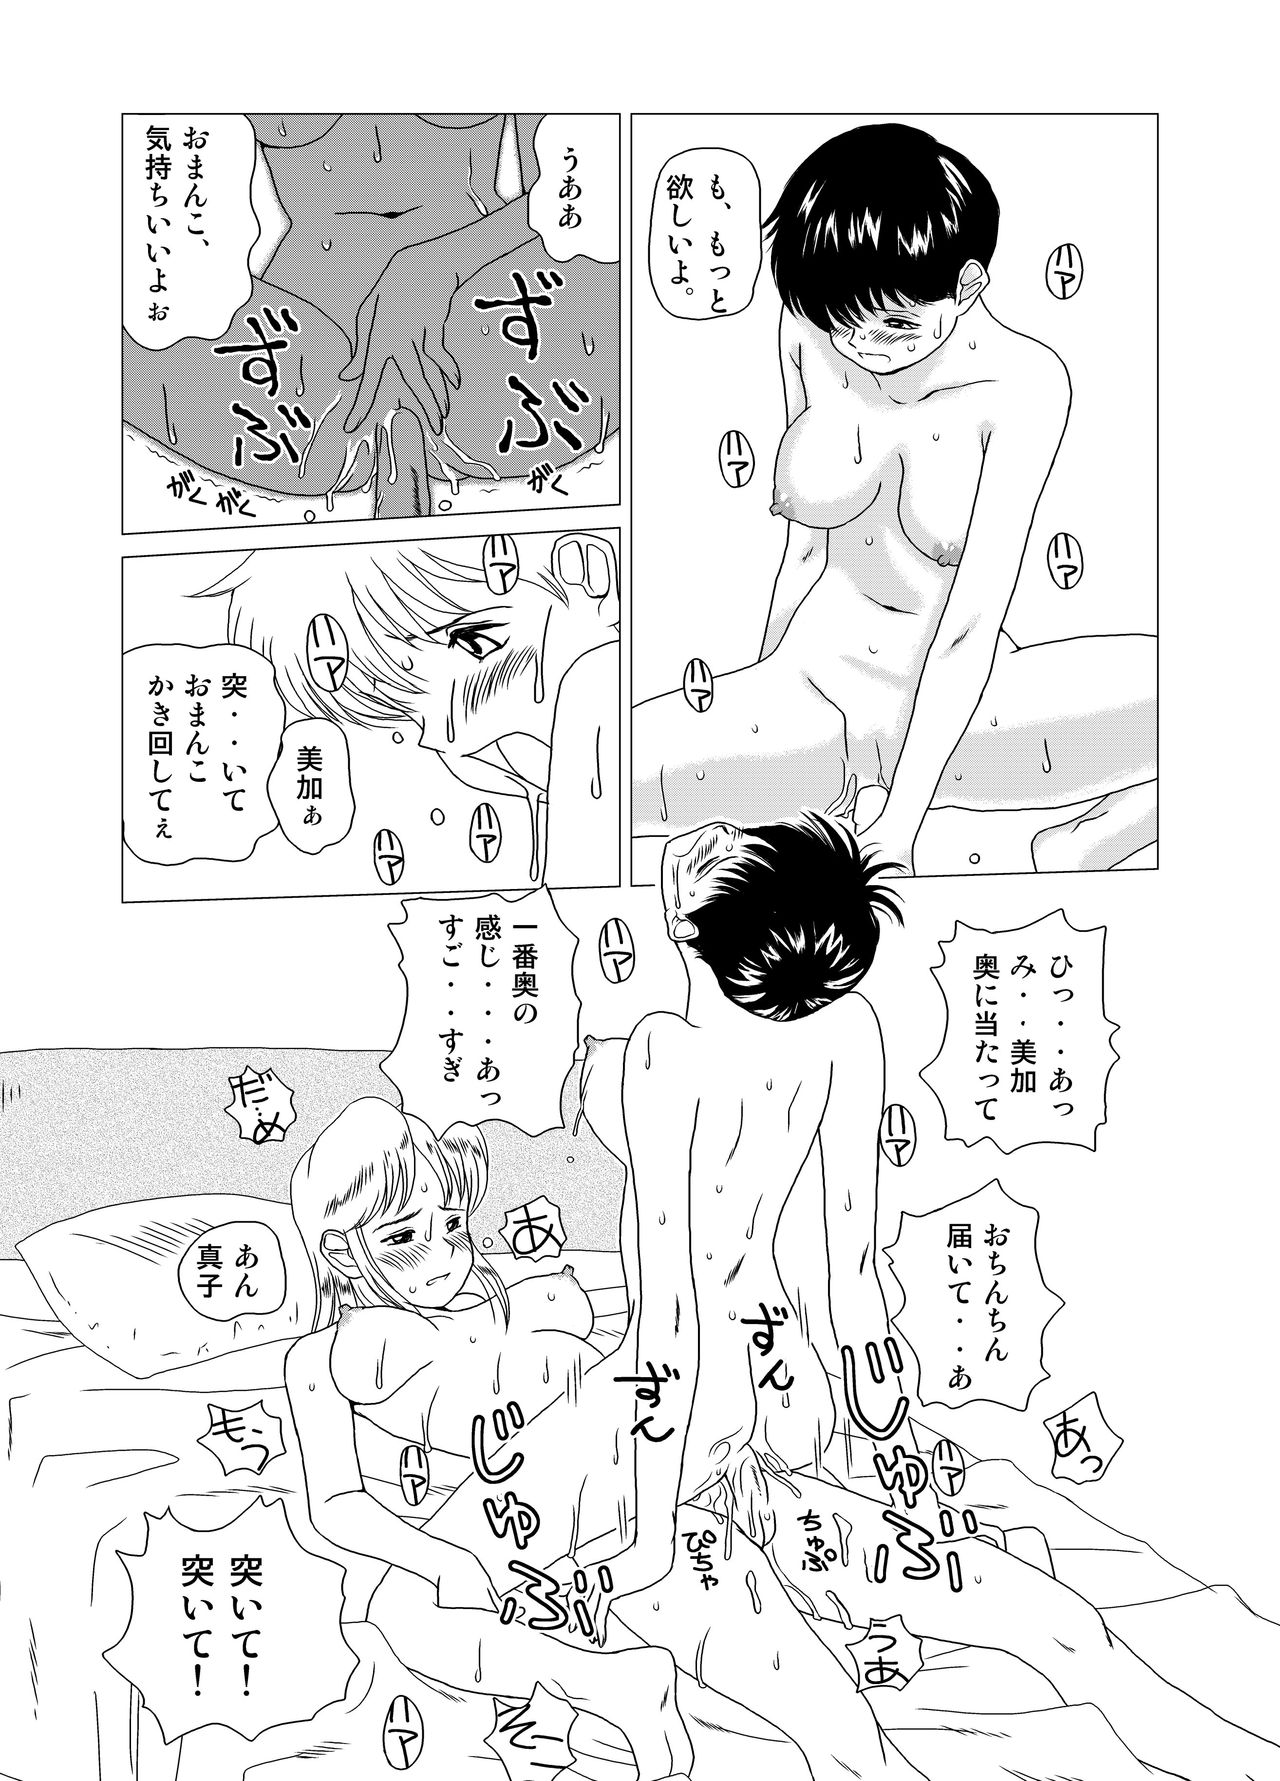 も、もっと
欲しいよ。
ハァ
ハァ
ハァ
ハァ
うああ
おまんこ、
気持ちいいよぉ
ずぶ
ずぶ
がく
がく
がく
ハァ
ハァ
美加ぁ
突・・いて
おまんこ
かき回してぇ
ハァ
ハァ
ひっ・・あっ
み・・美加
奥に当たって
ハァ
一番奥の
感じ・・・あっ
すご・・すぎ
ハァ
だ…め
おちんちん
届いて・・・ぁ
あ
あん
真子
ずん
ずん
じゅぶ
じゅぶ
あっ
もう
ハァ
ハァ
ちゅぷ
ぴちゃ
突いて！
突いて！
うあ
ハァ